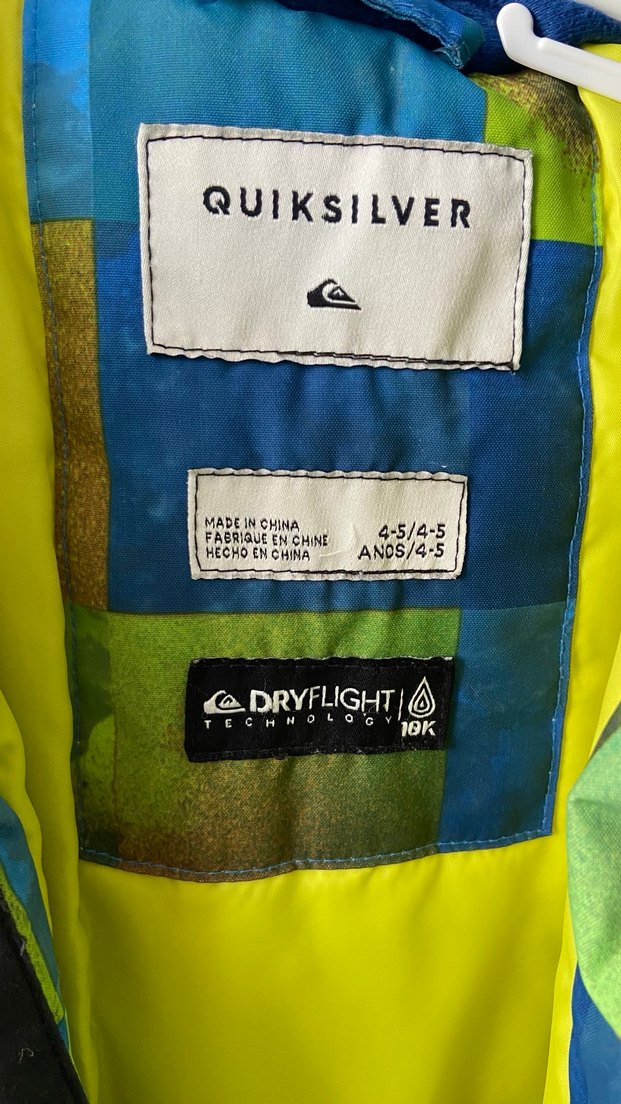 QUIKSILVER
MADE IN CHINA
FABRIQUE EN CHINE
HECHO EN CHINA
4-5/4-5
ANOS/4-5
DRYFLIGHT
TECHNOLOGY
10K